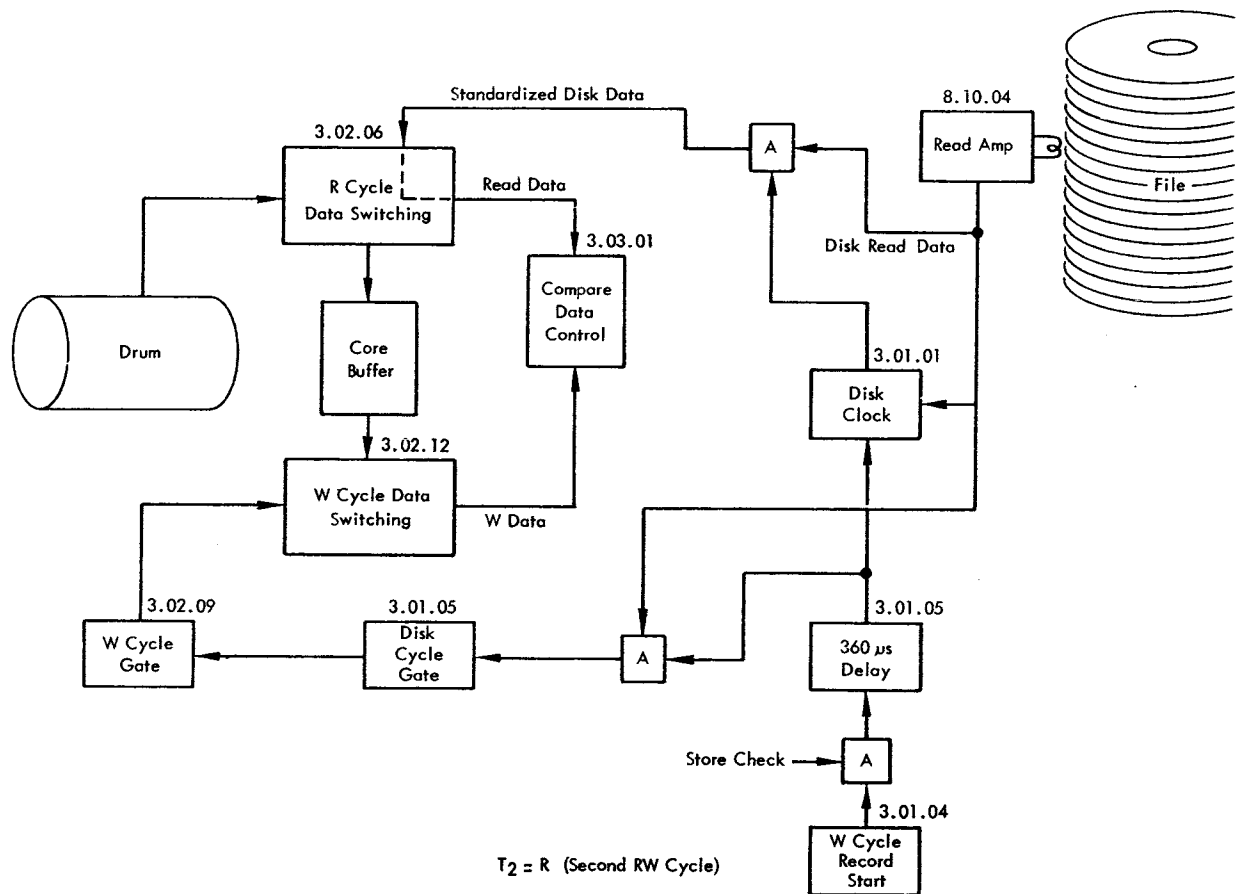 Standardized Disk Data
8.10.04
3.02.06
A
Read Amp
R Cycle
Data Switching
Read Data
File
Disk Read Data
3.03.01
Compare
Data
Control
Drum
Core
Buffer
3.01.01
Disk
Clock
3.02.12
W Cycle Data
Switching
W Data
3.02.09
W Cycle
Gate
3.01.05
Disk
Cycle
Gate
A
3.01.05
360 µs
Delay
Store Check
A
3.01.04
W Cycle
Record
Start
T2 = R (Second RW Cycle)